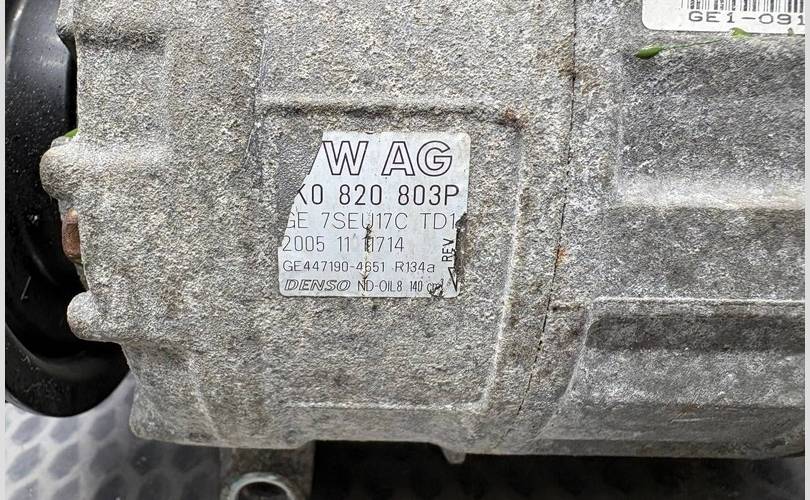 GE1-091
W AG
K0 820 803P
GE 7SEU17C TD1
2005 11 11714
GE447190-4651 R134a
REV
DENSO ND-OIL8 140 cm³